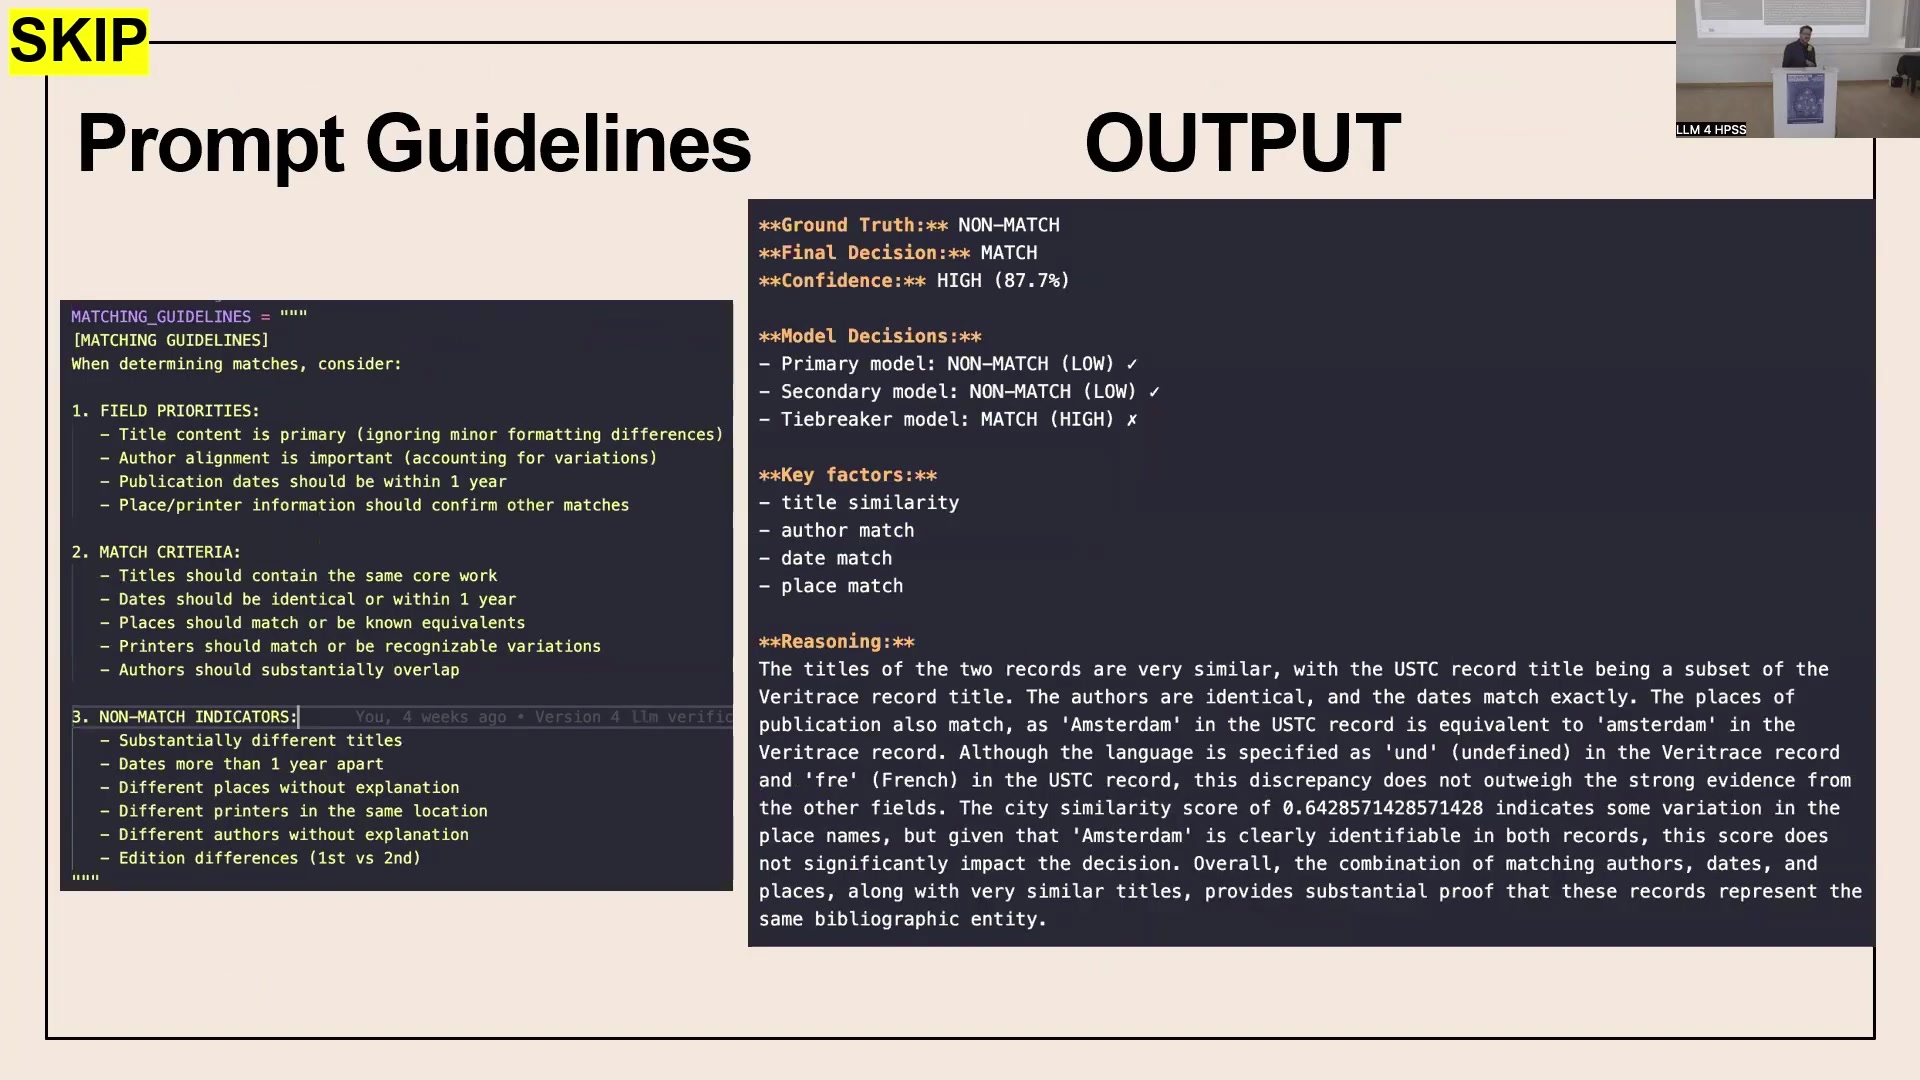 SKIP
Prompt Guidelines
OUTPUT
LLM 4 HPSS
MATCHING_GUIDELINES = """
[MATCHING GUIDELINES]
When determining matches, consider:
1. FIELD PRIORITIES:
– Title content is primary (ignoring minor formatting differences)
– Author alignment is important (accounting for variations)
– Publication dates should be within 1 year
– Place/printer information should confirm other matches
2. MATCH CRITERIA:
– Titles should contain the same core work
– Dates should be identical or within 1 year
– Places should match or be known equivalents
– Printers should match or be recognizable variations
– Authors should substantially overlap
3. NON–MATCH INDICATORS: You, 4 weeks ago • Version 4 llm verific
– Substantially different titles
– Dates more than 1 year apart
– Different places without explanation
– Different printers in the same location
– Different authors without explanation
– Edition differences (1st vs 2nd)
"""
**Ground Truth:** NON–MATCH
**Final Decision:** MATCH
**Confidence:** HIGH (87.7%)
**Model Decisions:**
– Primary model: NON–MATCH (LOW) ✓
– Secondary model: NON–MATCH (LOW) ✓
– Tiebreaker model: MATCH (HIGH) ✗
**Key factors:**
– title similarity
– author match
– date match
– place match
**Reasoning:**
The titles of the two records are very similar, with the USTC record title being a subset of the
Veritrace record title. The authors are identical, and the dates match exactly. The places of
publication also match, as 'Amsterdam' in the USTC record is equivalent to 'amsterdam' in the
Veritrace record. Although the language is specified as 'und' (undefined) in the Veritrace record
and 'fre' (French) in the USTC record, this discrepancy does not outweigh the strong evidence from
the other fields. The city similarity score of 0.6428571428571428 indicates some variation in the
place names, but given that 'Amsterdam' is clearly identifiable in both records, this score does
not significantly impact the decision. Overall, the combination of matching authors, dates, and
places, along with very similar titles, provides substantial proof that these records represent the
same bibliographic entity.